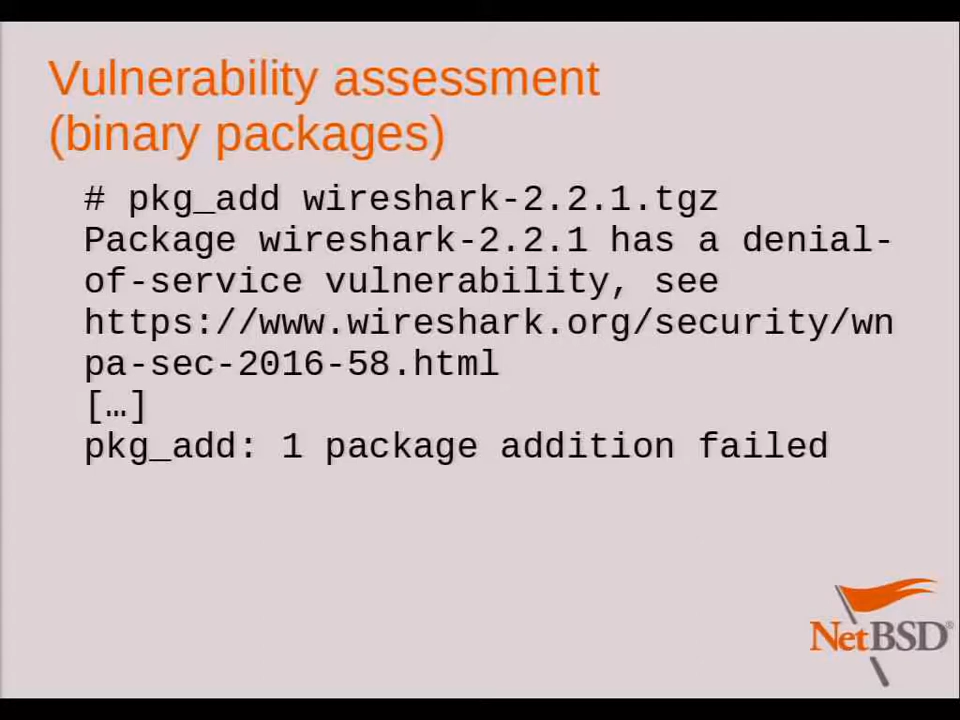 Vulnerability assessment
(binary packages)
# pkg_add wireshark-2.2.1.tgz
Package wireshark-2.2.1 has a denial-
of-service vulnerability, see
https://www.wireshark.org/security/wn
pa-sec-2016-58.html
[…]
pkg_add: 1 package addition failed
NetBSD®